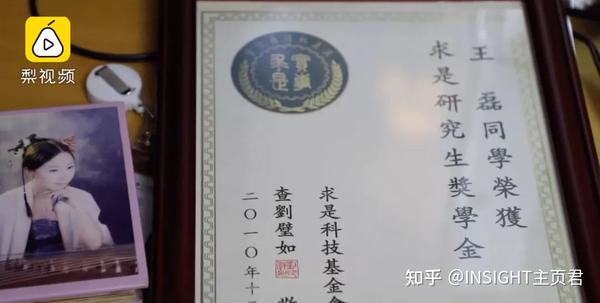 梨视频
王磊同學榮獲
求是研究生獎學金
求是科技基金會
查劉璧如
二〇一〇年十
知乎 @INSIGHT主页君